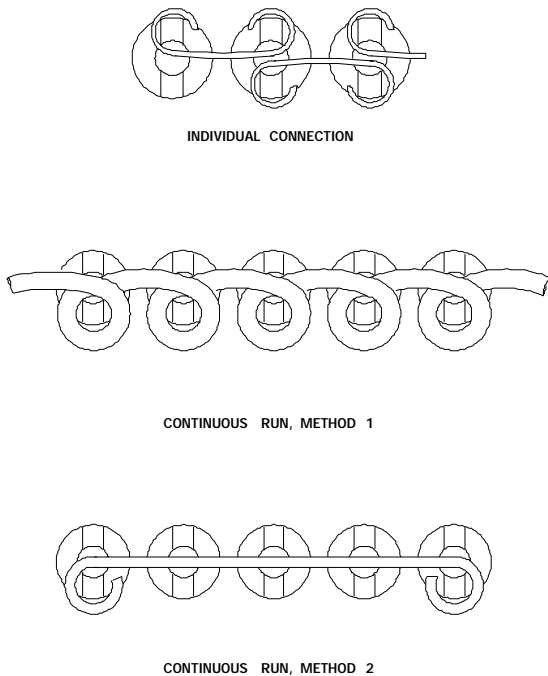 INDIVIDUAL CONNECTION
CONTINUOUS RUN, METHOD 1
CONTINUOUS RUN, METHOD 2